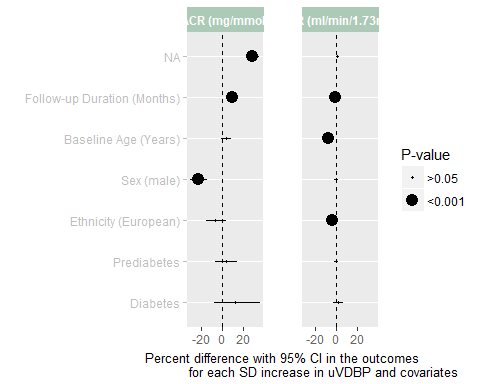 ACR (mg/mmol
R (ml/min/1.73m
NA
Follow-up Duration (Months)
Baseline Age (Years)
Sex (male)
Ethnicity (European)
Prediabetes
Diabetes
-20 0 20
-20 0 20
P-value
>0.05
<0.001
Percent difference with 95% CI in the outcomes
for each SD increase in uVDBP and covariates